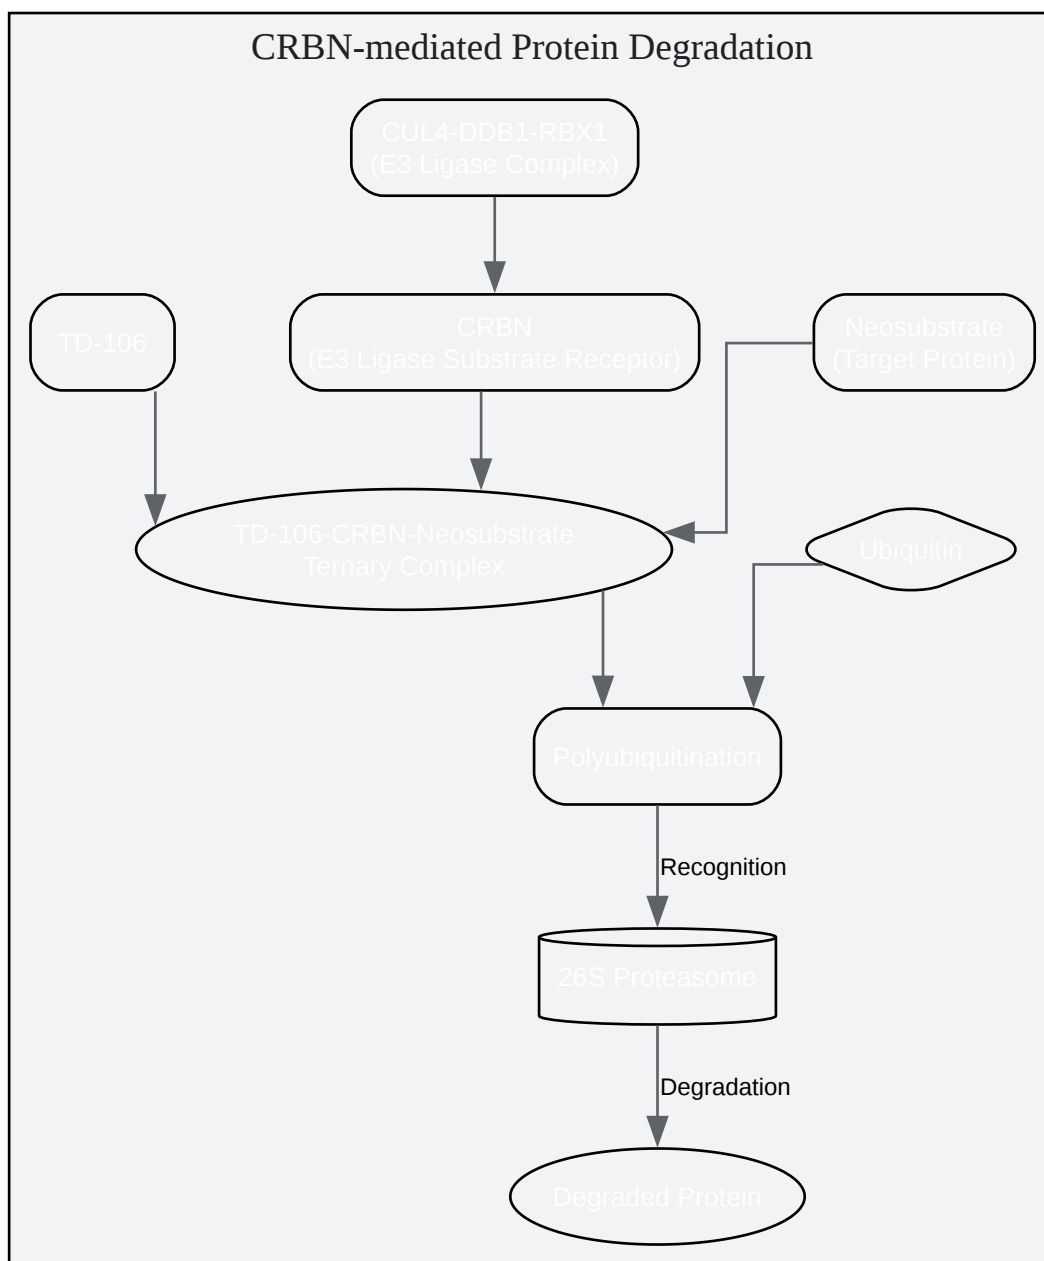 CRBN-mediated Protein Degradation
CUL4-DDB1-RBX1
(E3 Ligase Complex)
TD-106
CRBN
(E3 Ligase Substrate Receptor)
Neosubstrate
(Target Protein)
TD-106-CRBN-Neosubstrate
Ternary Complex
Ubiquitin
Polyubiquitination
Recognition
26S Proteasome
Degradation
Degraded Protein